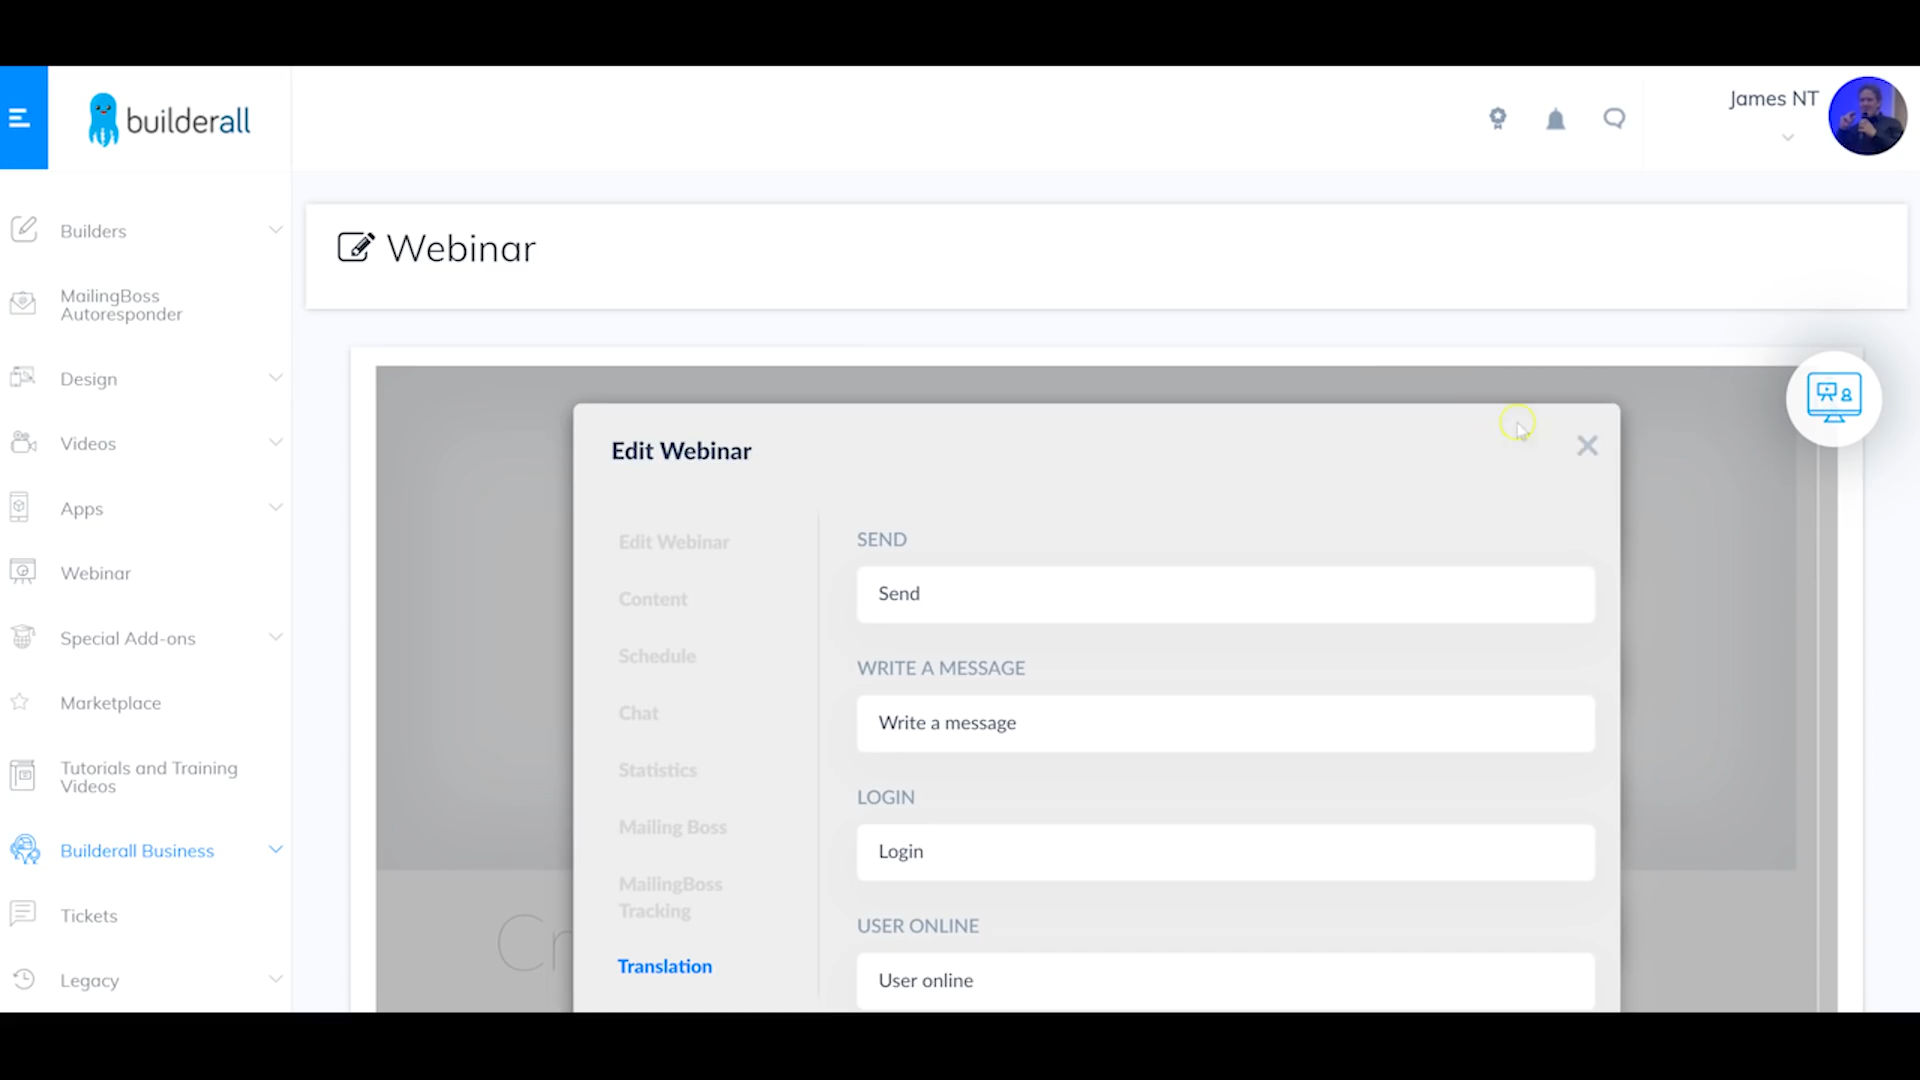 builderall
James NT
Builders
MailingBoss
Autoresponder
Design
Videos
Apps
Webinar
Special Add-ons
Marketplace
Tutorials and Training
Videos
Builderall Business
Tickets
Legacy
Webinar
Edit Webinar
Edit Webinar
Content
Schedule
Chat
Statistics
Mailing Boss
MailingBoss
Tracking
Translation
SEND
Send
WRITE A MESSAGE
Write a message
LOGIN
Login
USER ONLINE
User online